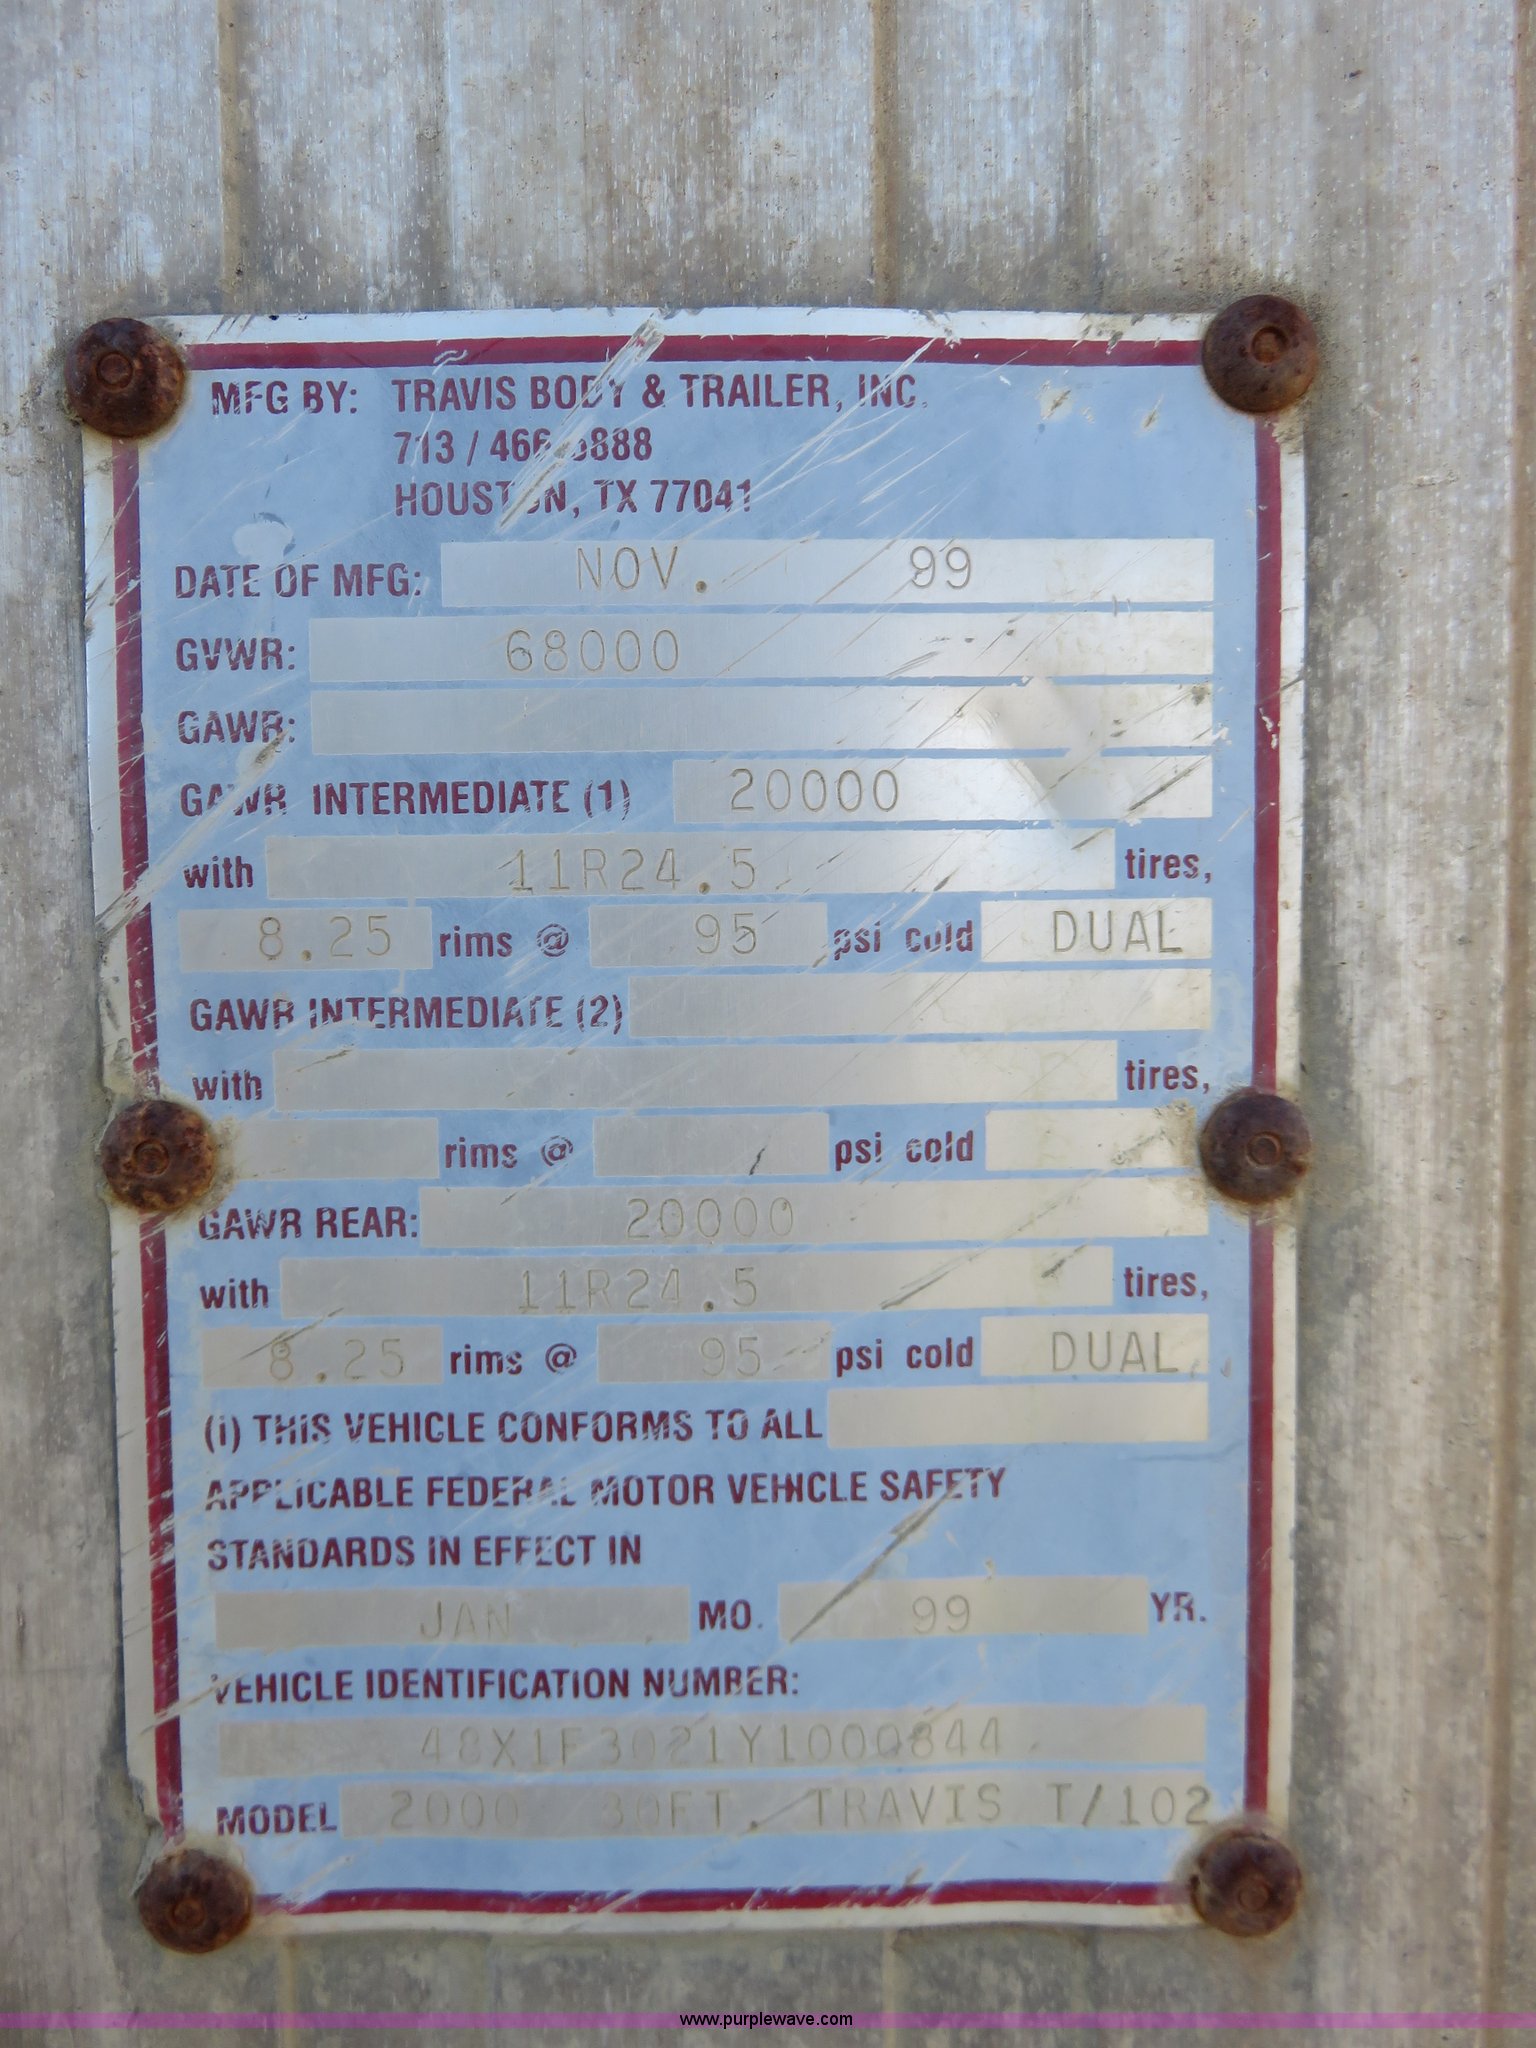 MFG BY: TRAVIS BODY & TRAILER, INC.
713 / 466-5888
HOUSTON, TX 77041
DATE OF MFG: NOV. 99
GVWR: 68000
GAWR:
GAWR INTERMEDIATE (1) 20000
with 11R24.5 tires,
8.25 rims @ 95 psi cold DUAL
GAWR INTERMEDIATE (2)
with tires,
rims @ psi cold
GAWR REAR: 20000
with 11R24.5 tires,
8.25 rims @ 95 psi cold DUAL
(i) THIS VEHICLE CONFORMS TO ALL
APPLICABLE FEDERAL MOTOR VEHICLE SAFETY
STANDARDS IN EFFECT IN
JAN MO. 99 YR.
VEHICLE IDENTIFICATION NUMBER:
48X1F3021Y1000844
MODEL 2000 30FT. TRAVIS T/102
www.purplewave.com